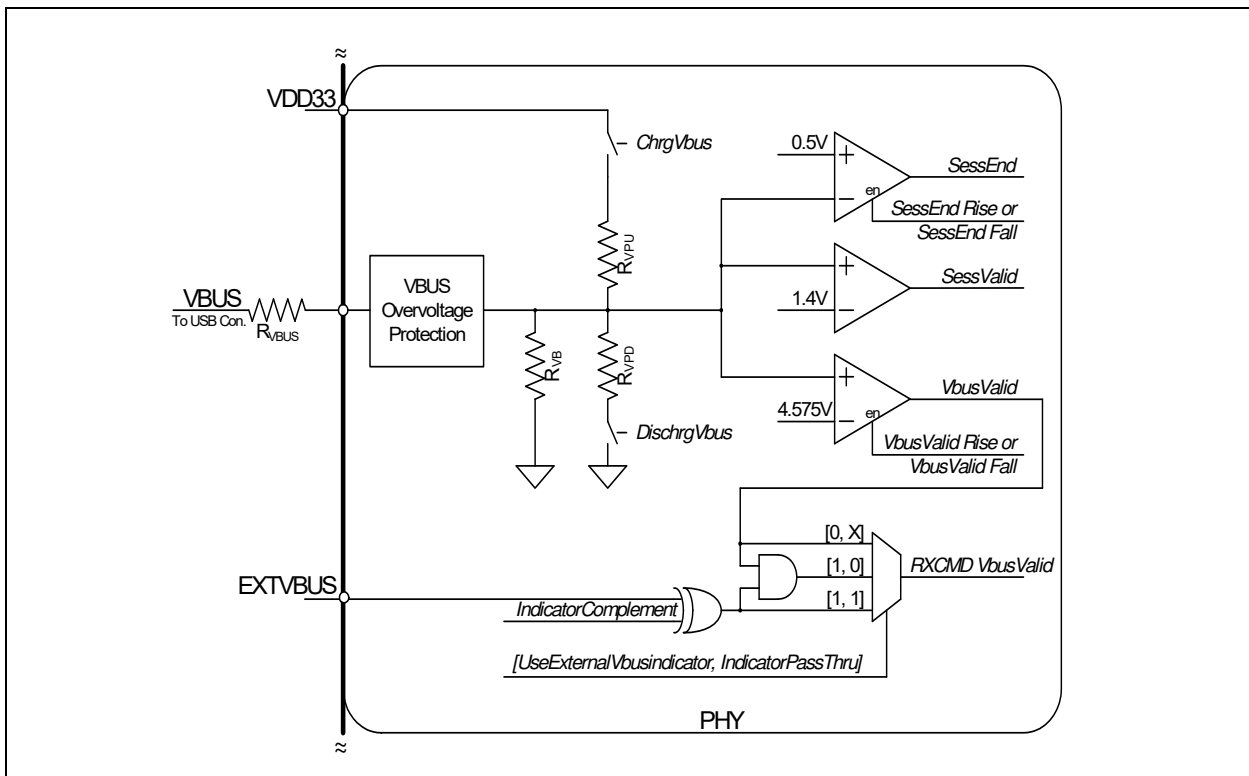 ≈
VDD33
ChrgVbus
0.5V
+
SessEnd
en
−
SessEnd Rise or
SessEnd Fall
RVPU
VBUS
Overvoltage
Protection
VBUS
To USB Con.
RVBUS
+
SessValid
1.4V
−
RVB
RVPD
+
VbusValid
4.575V
en
−
DischrgVbus
VbusValid Rise or
VbusValid Fall
[0, X]
[1, 0]
RXCMD VbusValid
EXTVBUS
IndicatorComplement
[1, 1]
[UseExternalVbusindicator, IndicatorPassThru]
PHY
≈